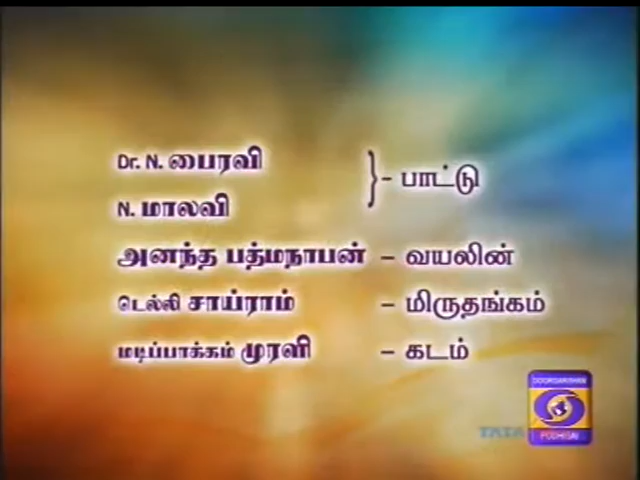 Dr. N. பைரவி
N. மாலவி } - பாட்டு
அனந்த பத்மநாபன் - வயலின்
டெல்லி சாய்ராம் - மிருதங்கம்
மடிப்பாக்கம் முரளி - கடம்
DOORDARSHAN
PODHIGAI
TATA